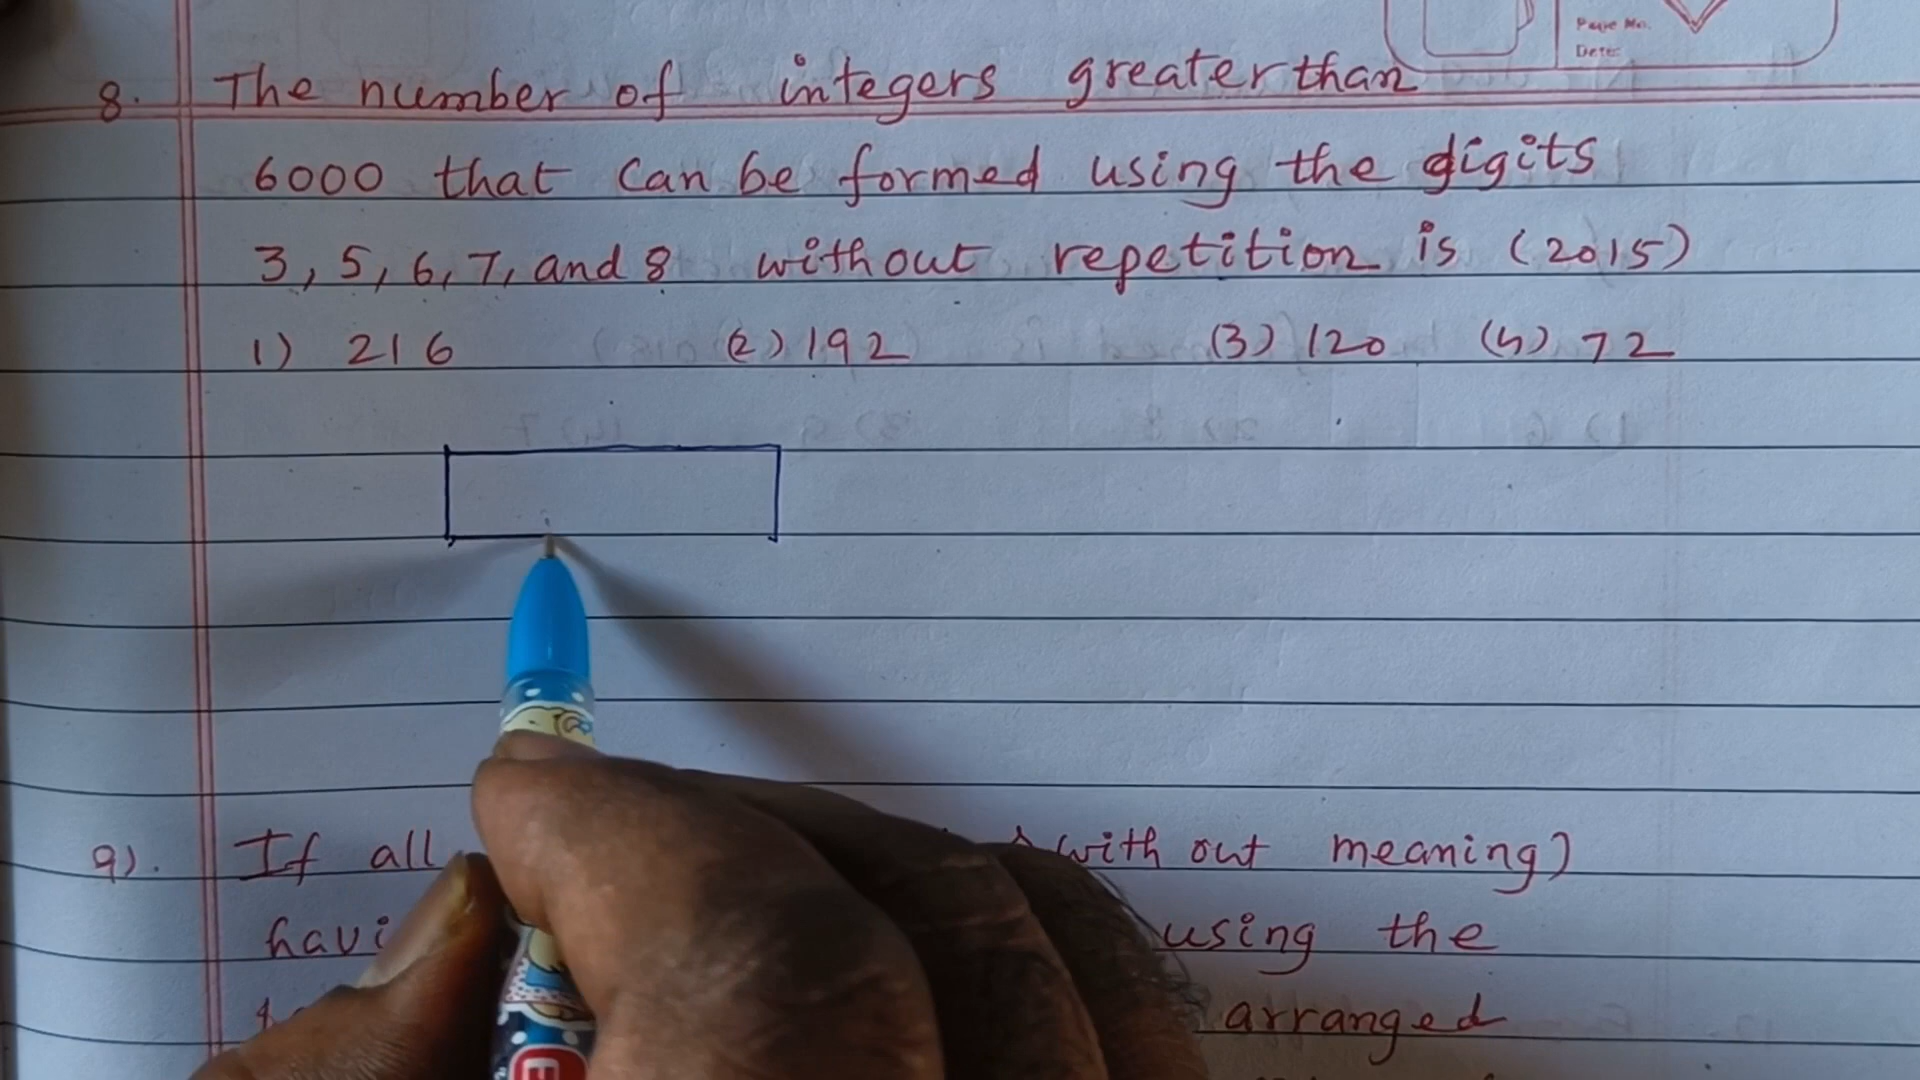 Page No.
Date:
8. The number of integers greater than
6000 that can be formed using the digits
3, 5, 6, 7, and 8 without repetition is (2015)
1) 216 (2) 192 (3) 120 (4) 72
9). If all with out meaning)
using the
arranged